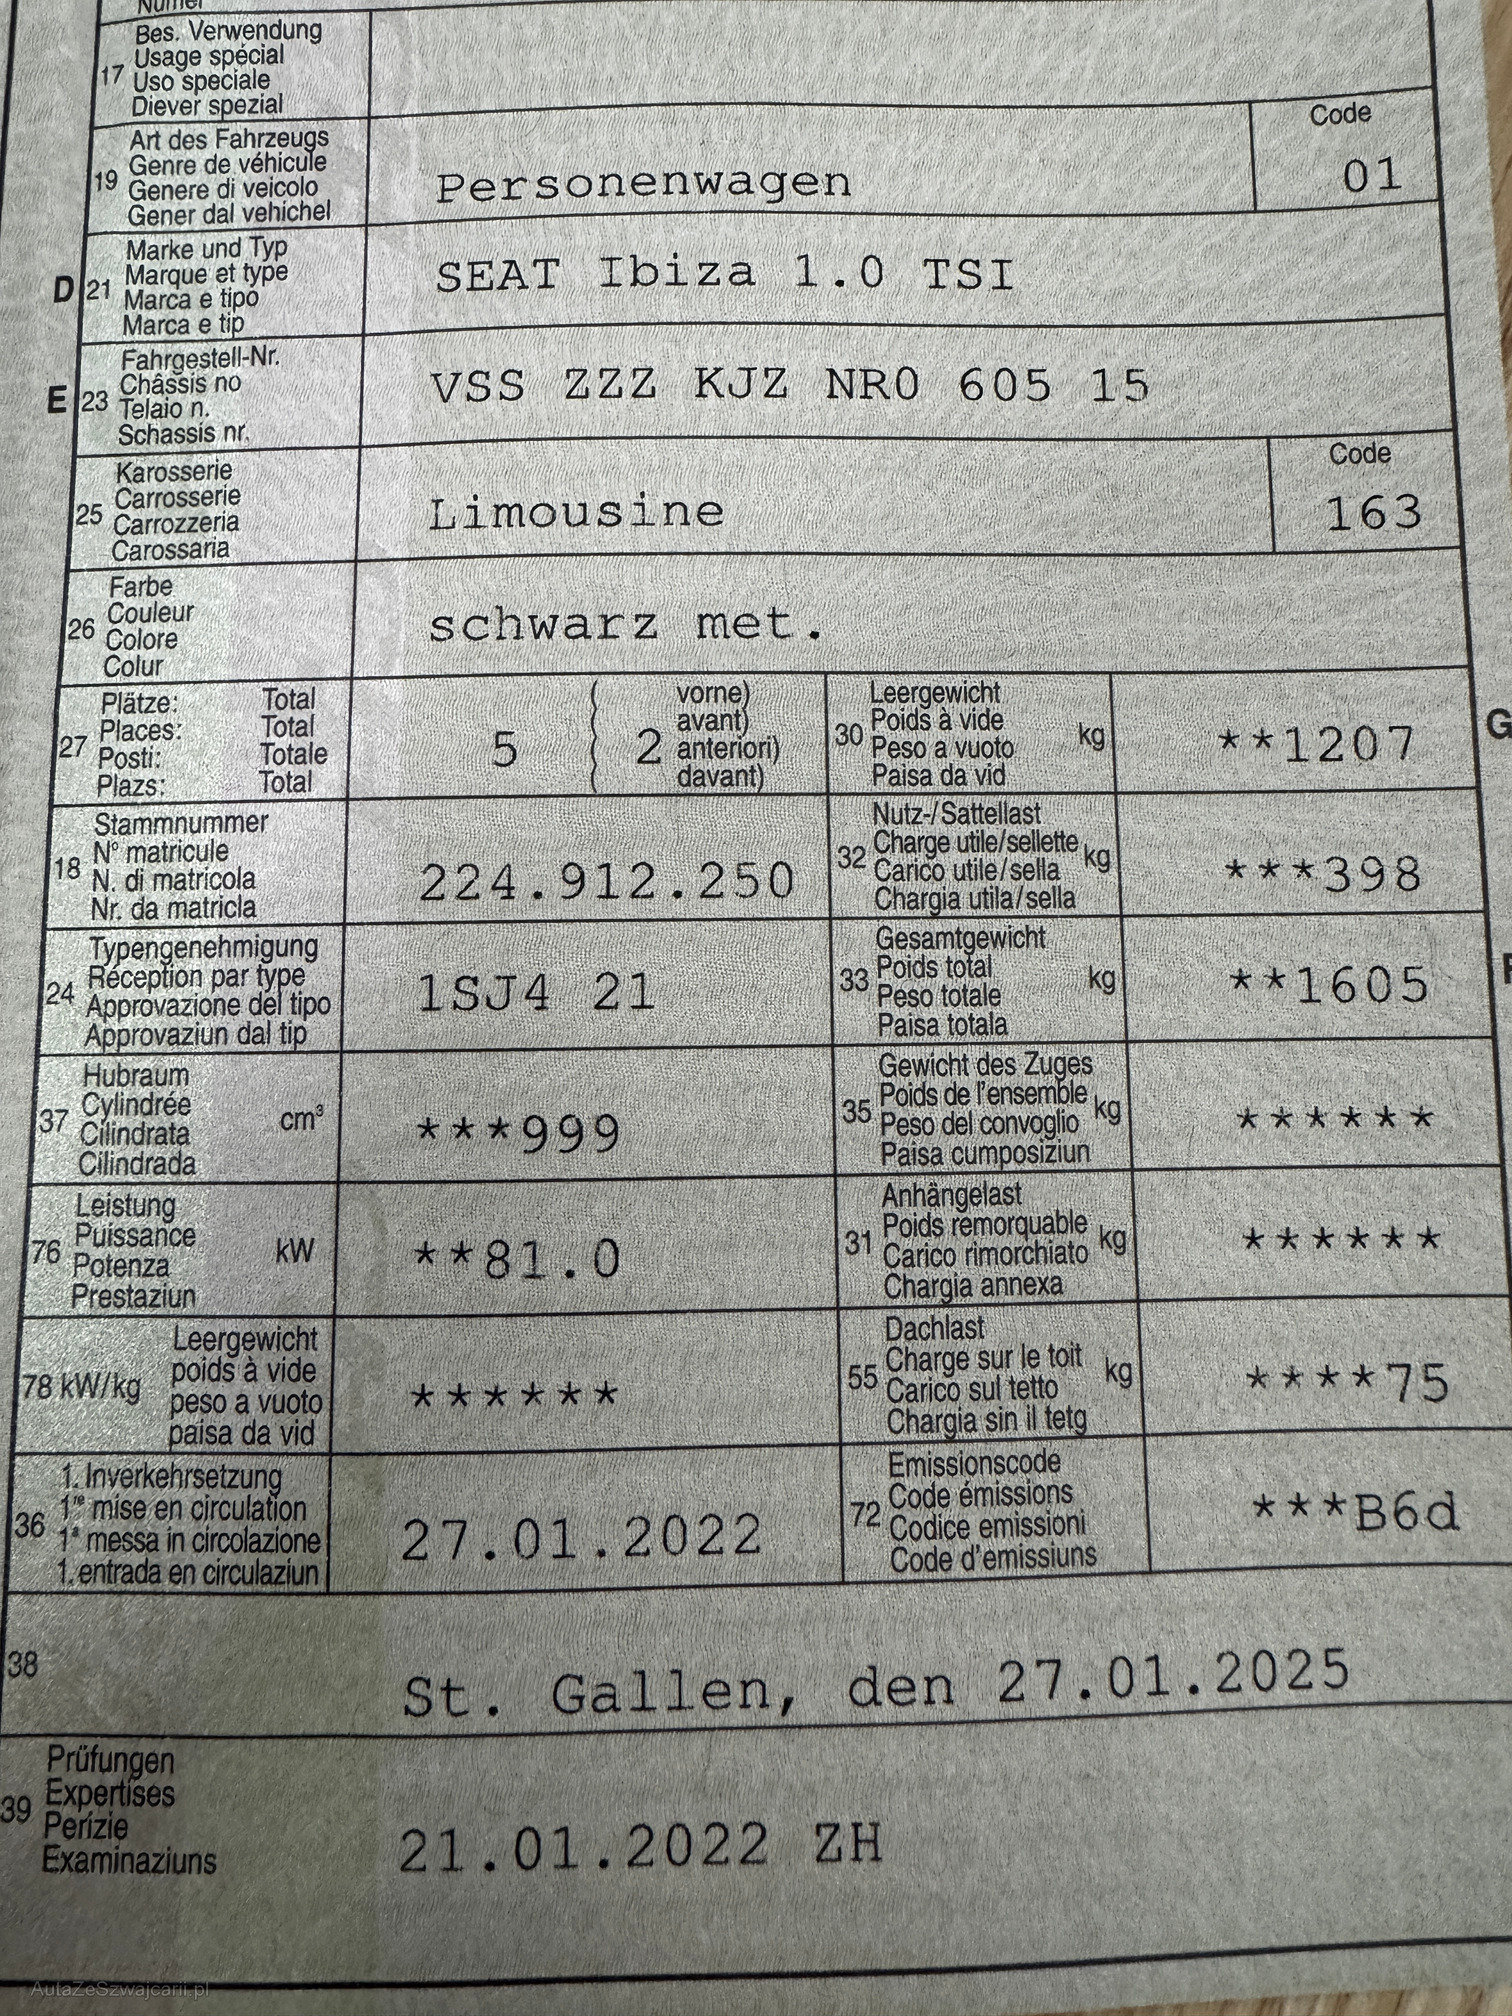 17 Bes. Verwendung
Usage spécial
Uso speciale
Diever spezial
19 Art des Fahrzeugs
Genre de véhicule
Genere di veicolo
Gener dal vehichel
Personenwagen
Code
01
D 21 Marke und Typ
Marque et type
Marca e tipo
Marca e tip
SEAT Ibiza 1.0 TSI
E 23 Fahrgestell-Nr.
Châssis no
Telaio n.
Schassis nr.
VSS ZZZ KJZ NR0 605 15
25 Karosserie
Carrosserie
Carrozzeria
Carossaria
Limousine
Code
163
26 Farbe
Couleur
Colore
Colur
schwarz met.
27 Plätze: Total
Places: Total
Posti: Totale
Plazs: Total
5 ( 2 vorne)
avant)
anteriori)
davant)
30 Leergewicht
Poids à vide
Peso a vuoto
Paisa da vid
kg
**1207
G
18 Stammnummer
N° matricule
N. di matricola
Nr. da matricla
224.912.250
32 Nutz-/Sattellast
Charge utile/sellette
Carico utile/sella
Chargia utila/sella
kg
***398
24 Typengenehmigung
Réception par type
Approvazione del tipo
Approvaziun dal tip
1SJ4 21
33 Gesamtgewicht
Poids total
Peso totale
Paisa totala
kg
**1605
37 Hubraum
Cylindrée
Cilindrata
Cilindrada
cm³
***999
35 Gewicht des Zuges
Poids de l'ensemble
Peso del convoglio
Paisa cumposiziun
kg
******
76 Leistung
Puissance
Potenza
Prestaziun
kW
**81.0
31 Anhängelast
Poids remorquable
Carico rimorchiato
Chargia annexa
kg
******
78 kW/kg Leergewicht
poids à vide
peso a vuoto
paisa da vid
******
55 Dachlast
Charge sur le toit
Carico sul tetto
Chargia sin il tetg
kg
****75
36 1. Inverkehrsetzung
1re mise en circulation
1a messa in circolazione
1. entrada en circulaziun
27.01.2022
72 Emissionscode
Code émissions
Codice emissioni
Code d'emissiuns
***B6d
38
St. Gallen, den 27.01.2025
39 Prüfungen
Expertises
Perizie
Examinaziuns
21.01.2022 ZH
AutaZeSzwajcarii.pl